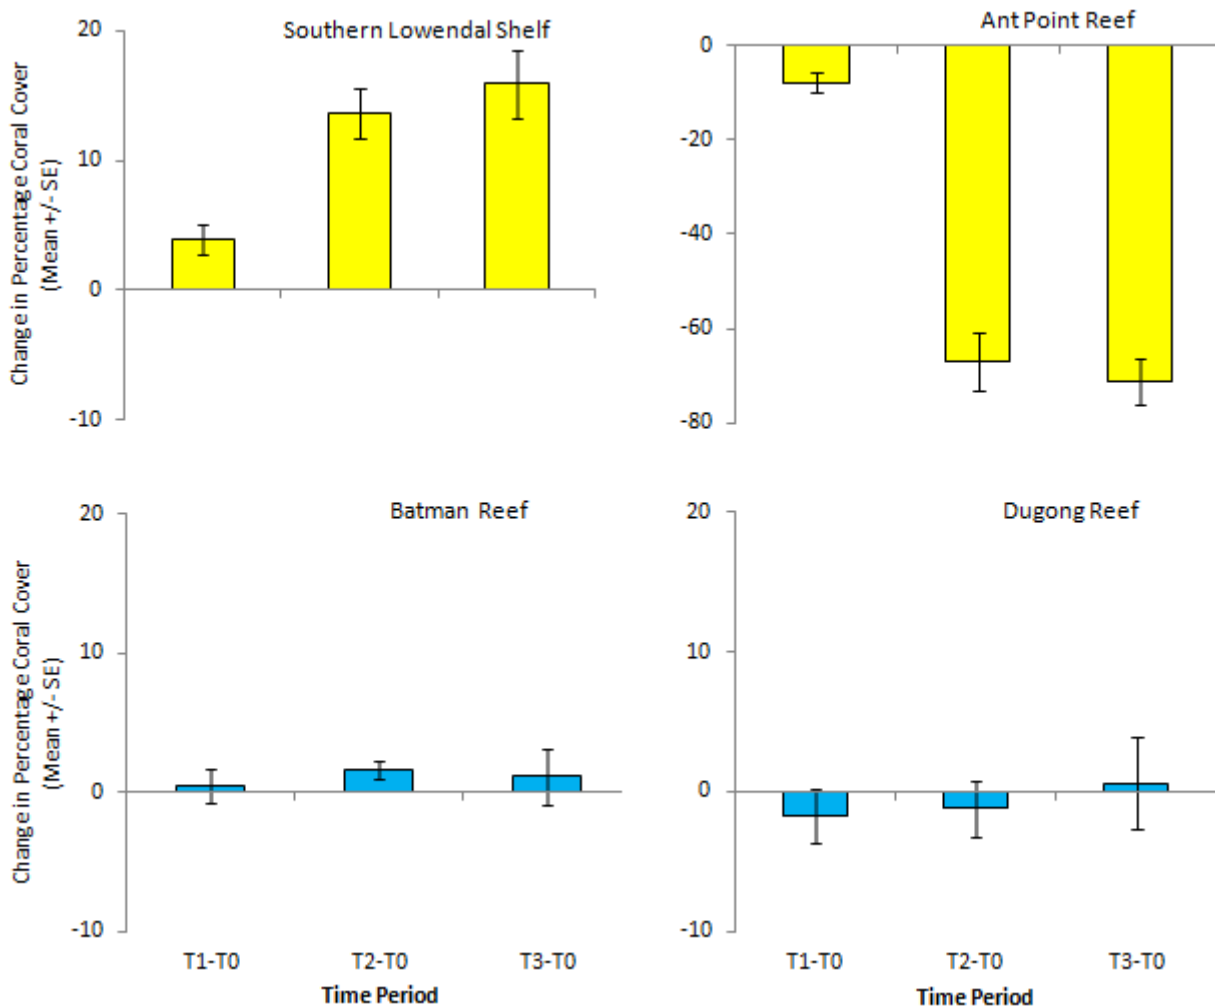 Southern Lowendal Shelf
20
10
0
-10
Change in Percentage Coral Cover
(Mean +/- SE)
Ant Point Reef
0
-20
-40
-60
-80
Batman Reef
20
10
0
-10
Change in Percentage Coral Cover
(Mean +/- SE)
T1-T0 T2-T0 T3-T0
Time Period
Dugong Reef
20
10
0
-10
T1-T0 T2-T0 T3-T0
Time Period